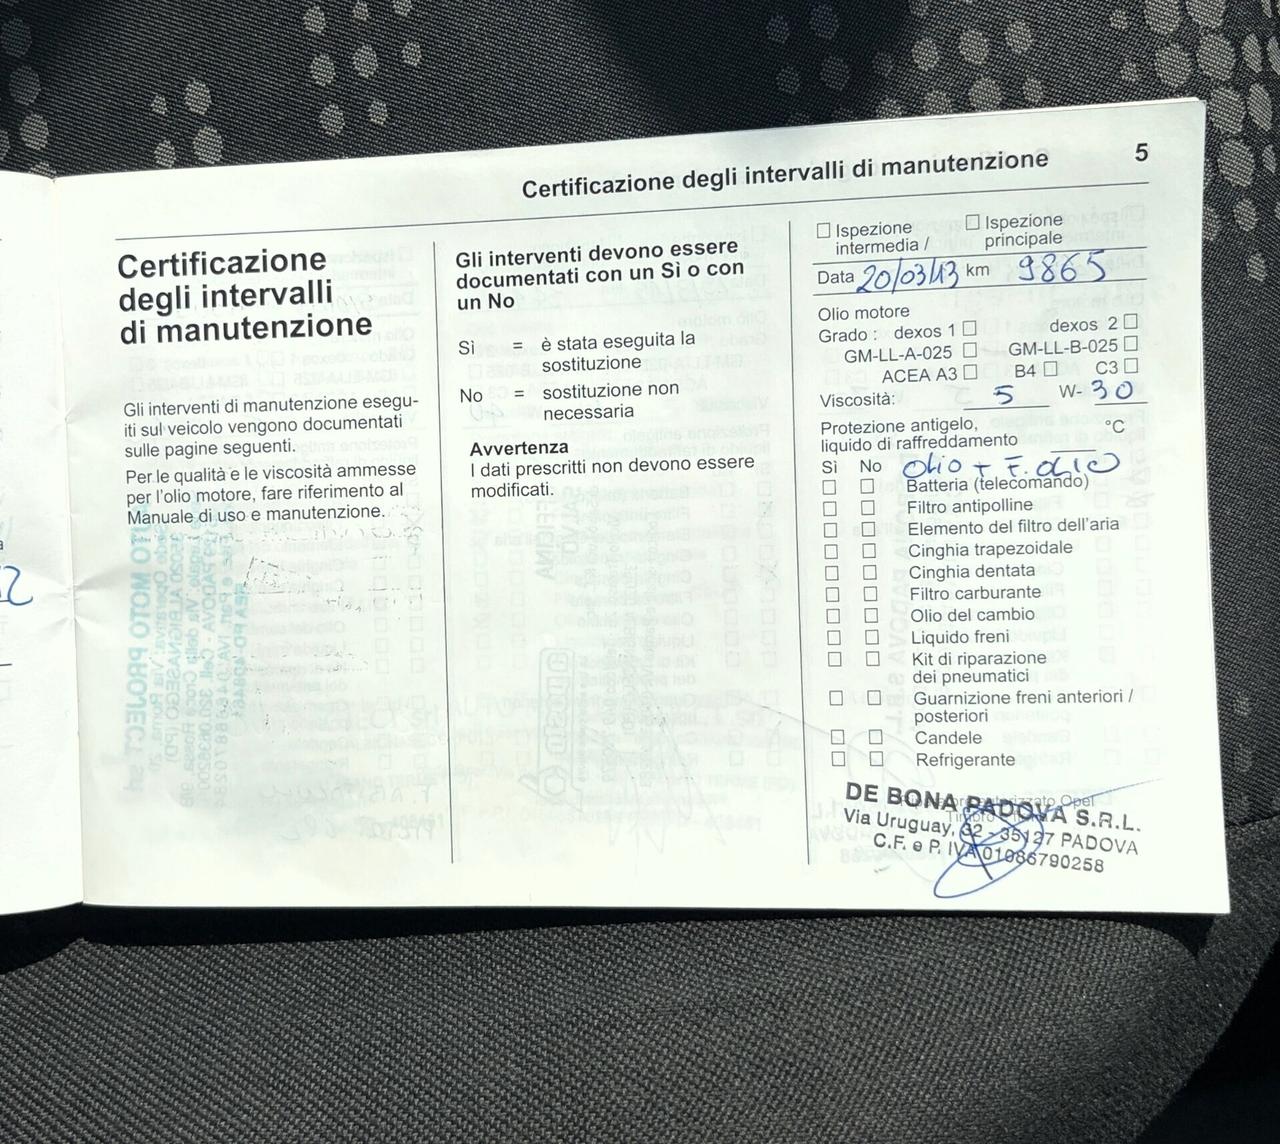 Certificazione degli intervalli di manutenzione 5
Certificazione
degli intervalli
di manutenzione
Gli interventi di manutenzione esegu-
iti sul veicolo vengono documentati
sulle pagine seguenti.
Per le qualità e le viscosità ammesse
per l'olio motore, fare riferimento al
Manuale di uso e manutenzione.
Gli interventi devono essere
documentati con un Sì o con
un No
Sì = è stata eseguita la
sostituzione
No = sostituzione non
necessaria
Avvertenza
I dati prescritti non devono essere
modificati.
☐ Ispezione ☐ Ispezione
intermedia / principale
Data 20/03/13 km 9865
Olio motore
Grado : dexos 1 ☐ dexos 2 ☐
GM-LL-A-025 ☐ GM-LL-B-025 ☐
ACEA A3 ☐ B4 ☐ C3 ☐
Viscosità: 5 W- 30
Protezione antigelo, °C
liquido di raffreddamento
Sì No Olio + F. olio
☐ ☐ Batteria (telecomando)
☐ ☐ Filtro antipolline
☐ ☐ Elemento del filtro dell'aria
☐ ☐ Cinghia trapezoidale
☐ ☐ Cinghia dentata
☐ ☐ Filtro carburante
☐ ☐ Olio del cambio
☐ ☐ Liquido freni
☐ ☐ Kit di riparazione
dei pneumatici
☐ ☐ Guarnizione freni anteriori /
posteriori
☐ ☐ Candele
☐ ☐ Refrigerante
DE BONA PADOVA S.R.L.
Via Uruguay, 32 - 35127 PADOVA
C.F. e P. IVA 01086790258